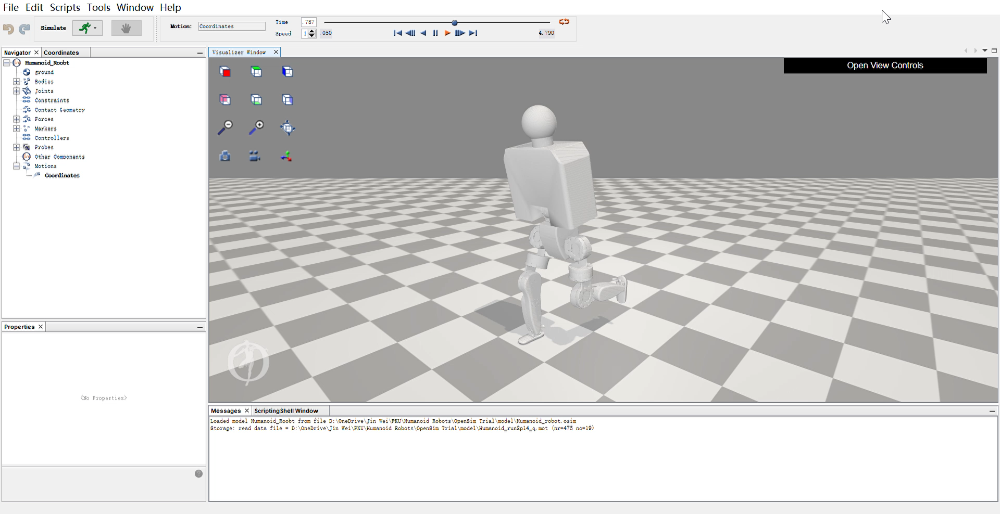 File Edit Scripts Tools Window Help
Simulate
Motion: Coordinates
Time .787
Speed 1 .050 4.790
Navigator Coordinates
Humanoid_Roobt
ground
Bodies
Joints
Constraints
Contact Geometry
Forces
Markers
Controllers
Probes
Other Components
Motions
Coordinates
Properties
<No Properties>
Visualizer Window
Open View Controls
Messages ScriptingShell Window
Loaded model Humanoid_Roobt from file D:\OneDrive\Jin Wei\PKU\Humanoid Robots\OpenSim Trial\model\Humanoid_robot.osim
Storage: read data file = D:\OneDrive\Jin Wei\PKU\Humanoid Robots\OpenSim Trial\model\Humanoid_run2p14_q.mot (nr=475 nc=19)